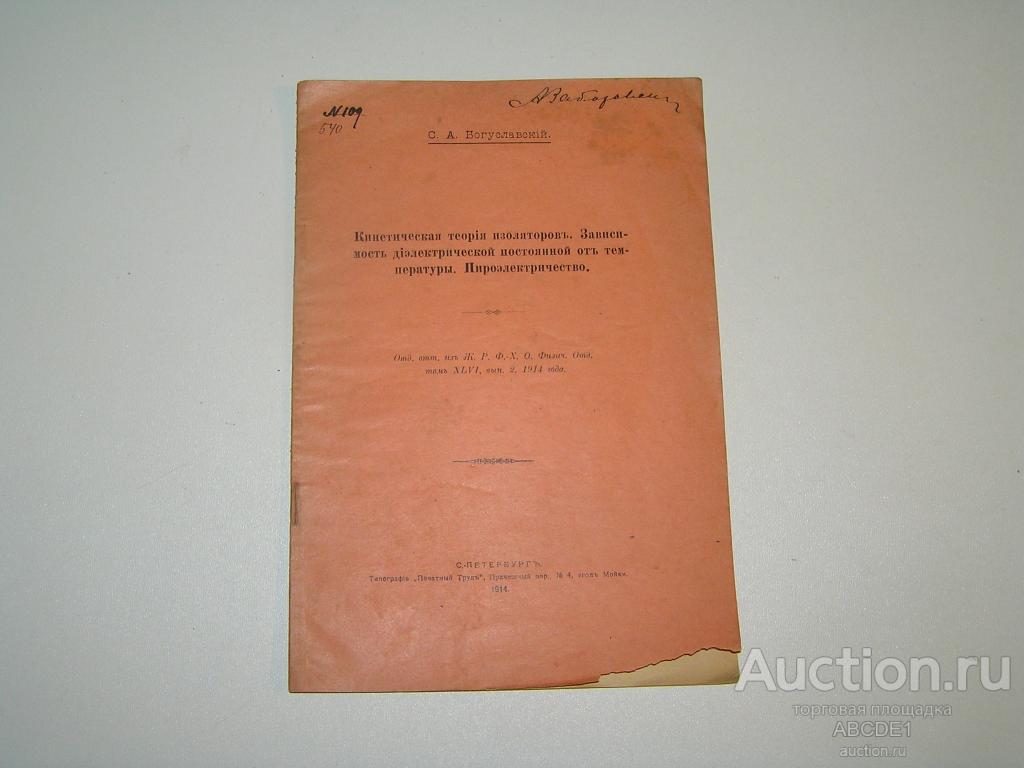 N 109
540
С. А. Богуславскій.
Кинетическая теорія изоляторовъ. Зависи-
мость діэлектрической постоянной отъ тем-
пературы. Пироэлектричество.
Отд. отт. изъ Ж. Р. Ф.-Х. О. Физич. Отд.
томъ XLVI, вып. 2, 1914 года.
С.-ПЕТЕРБУРГЪ.
Типографія „Печатный Трудъ", Прачешный пер. № 4, уголъ Мойки.
1914.
Auction.ru
торговая площадка
ABCDE1
auction.ru